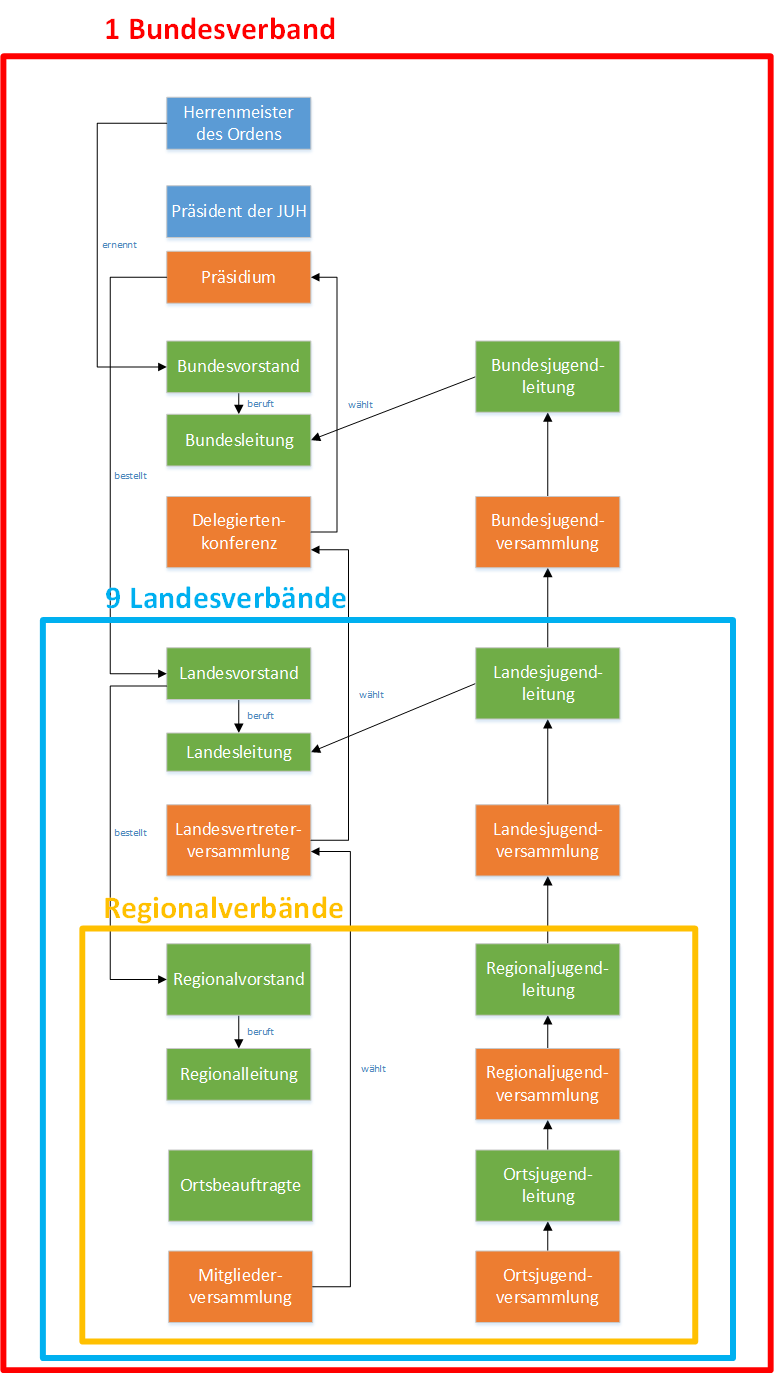 1 Bundesverband
Herrenmeister
des Ordens
Präsident der JUH
ernennt
Präsidium
Bundesvorstand
beruft
Bundesleitung
wählt
Bundesjugend-
leitung
bestellt
Delegierten-
konferenz
Bundesjugend-
versammlung
9 Landesverbände
Landesvorstand
beruft
Landesleitung
wählt
Landesjugend-
leitung
bestellt
Landesvertreter-
versammlung
Landesjugend-
versammlung
Regionalverbände
Regionalvorstand
beruft
Regionalleitung
wählt
Regionaljugend-
leitung
Regionaljugend-
versammlung
Ortsbeauftragte
Ortsjugend-
leitung
Mitglieder-
versammlung
Ortsjugend-
versammlung